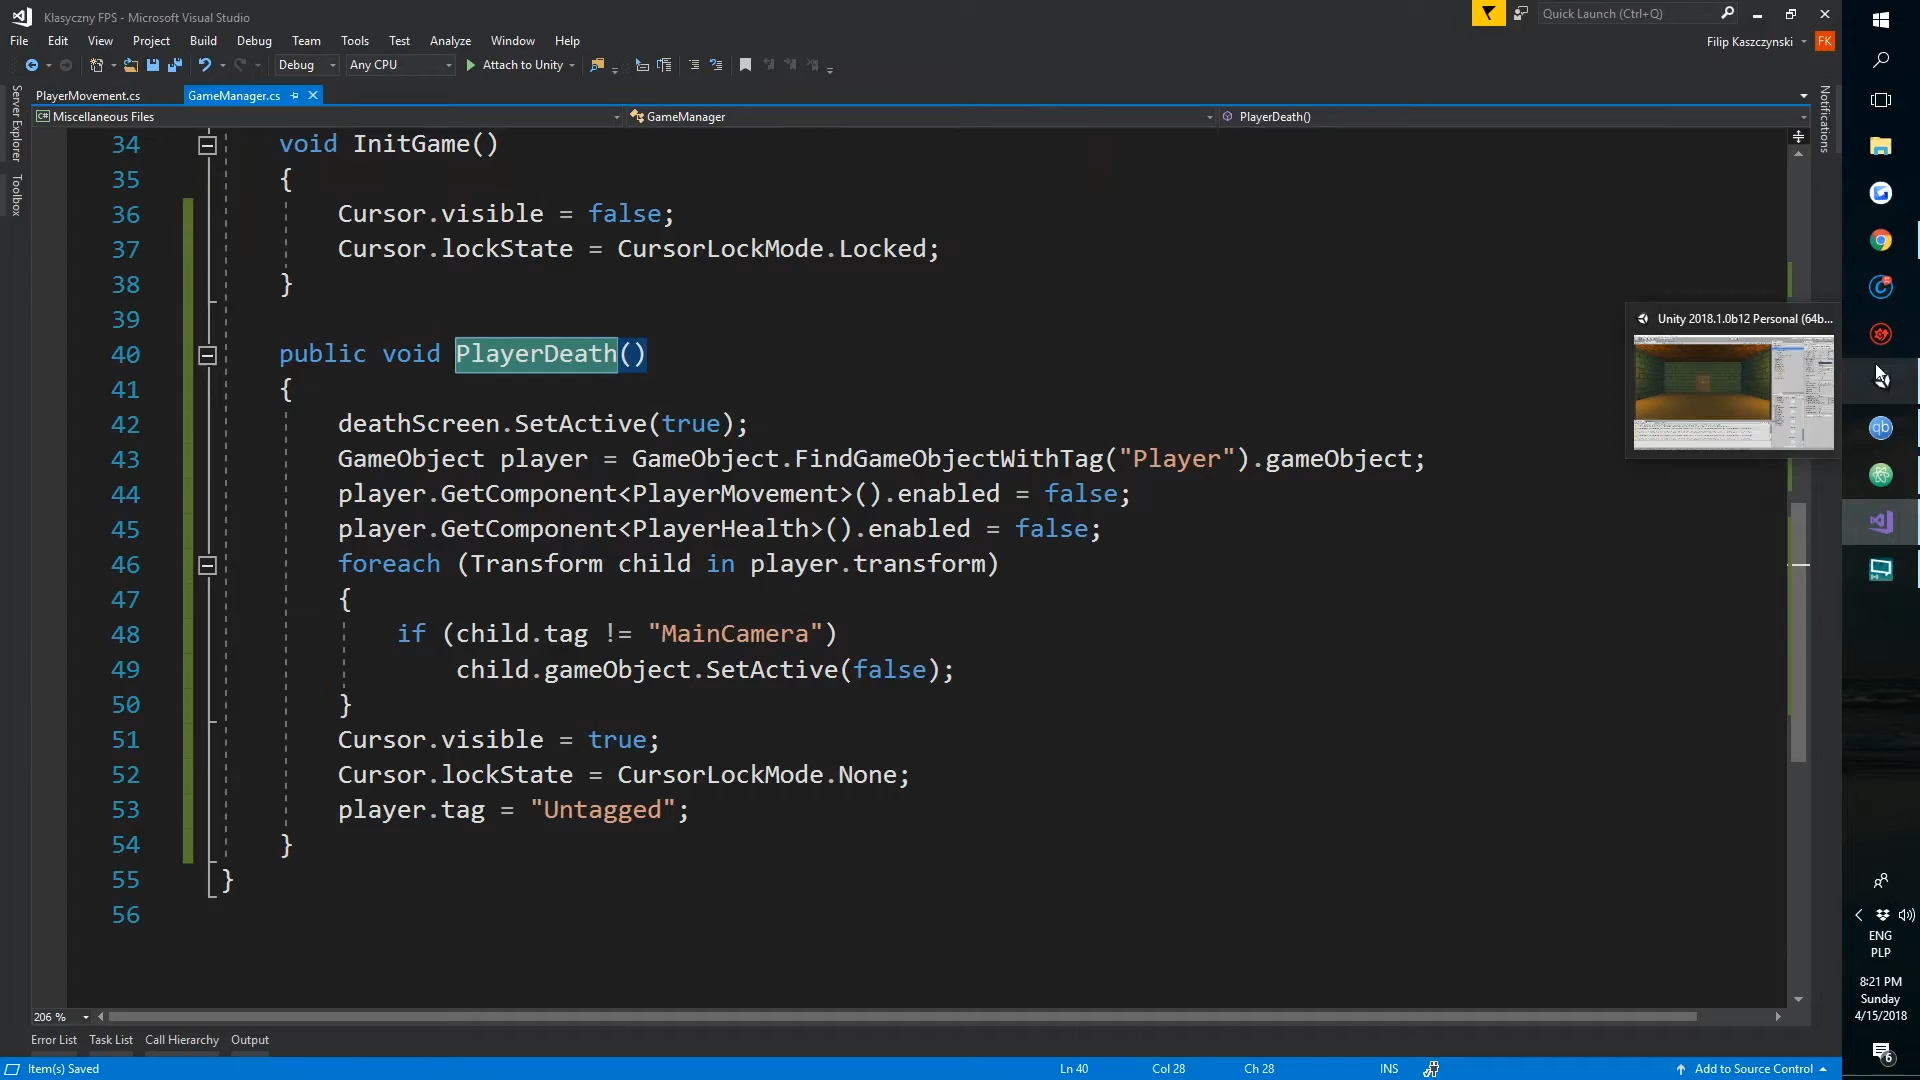 Klasyczny FPS - Microsoft Visual Studio
Quick Launch (Ctrl+Q)
File Edit View Project Build Debug Team Tools Test Analyze Window Help
Filip Kaszczynski FK
Debug Any CPU Attach to Unity
PlayerMovement.cs GameManager.cs
Miscellaneous Files GameManager PlayerDeath()
Server Explorer
Toolbox
Notifications
34 void InitGame()
35 {
36 Cursor.visible = false;
37 Cursor.lockState = CursorLockMode.Locked;
38 }
39
40 public void PlayerDeath()
41 {
42 deathScreen.SetActive(true);
43 GameObject player = GameObject.FindGameObjectWithTag("Player").gameObject;
44 player.GetComponent<PlayerMovement>().enabled = false;
45 player.GetComponent<PlayerHealth>().enabled = false;
46 foreach (Transform child in player.transform)
47 {
48 if (child.tag != "MainCamera")
49 child.gameObject.SetActive(false);
50 }
51 Cursor.visible = true;
52 Cursor.lockState = CursorLockMode.None;
53 player.tag = "Untagged";
54 }
55 }
56
Unity 2018.1.0b12 Personal (64b...
qb
206 %
Error List Task List Call Hierarchy Output
Item(s) Saved Ln 40 Col 28 Ch 28 INS Add to Source Control
ENG
PLP
8:21 PM
Sunday
4/15/2018
6